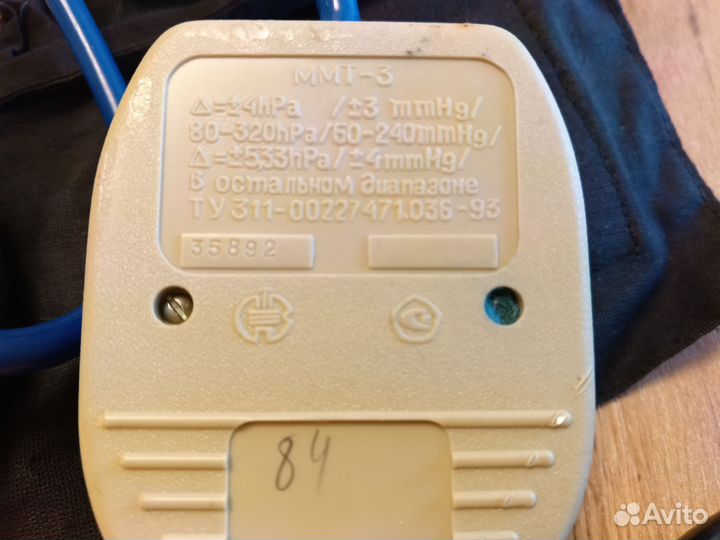 ММТ-3
Δ=±4hPa /±3 mmHg/
80-320hPa/60-240mmHg/
Δ=±5,33hPa/±4mmHg/
в остальном диапазоне
ТУ 311-00227471.036-93
35892
84
Avito